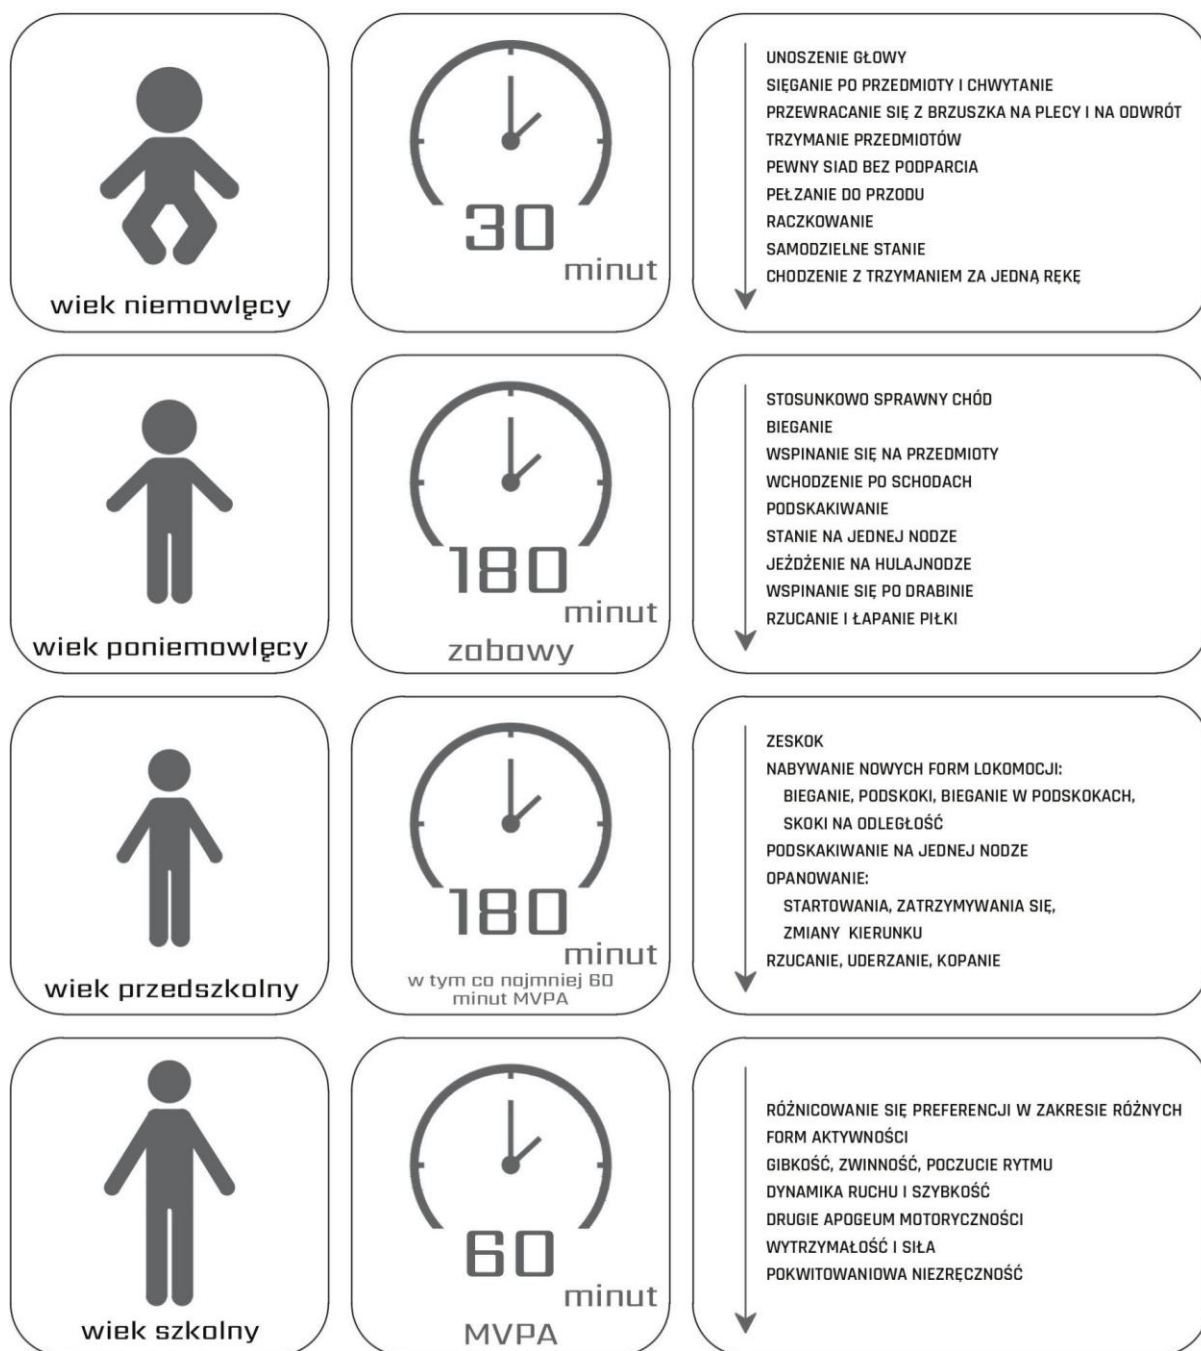 wiek niemowlęcy
30
minut
UNOSZENIE GŁOWY
SIĘGANIE PO PRZEDMIOTY I CHWYTANIE
PRZEWRACANIE SIĘ Z BRZUSZKA NA PLECY I NA ODWRÓT
TRZYMANIE PRZEDMIOTÓW
PEWNY SIAD BEZ PODPARCIA
PEŁZANIE DO PRZODU
RACZKOWANIE
SAMODZIELNE STANIE
CHODZENIE Z TRZYMANIEM ZA JEDNĄ RĘKĘ
wiek poniemowlęcy
180
minut
zabawy
STOSUNKOWO SPRAWNY CHÓD
BIEGANIE
WSPINANIE SIĘ NA PRZEDMIOTY
WCHODZENIE PO SCHODACH
PODSKAKIWANIE
STANIE NA JEDNEJ NODZE
JEŻDŻENIE NA HULAJNODZE
WSPINANIE SIĘ PO DRABINIE
RZUCANIE I ŁAPANIE PIŁKI
wiek przedszkolny
180
minut
w tym co najmniej 60
minut MVPA
ZESKOK
NABYWANIE NOWYCH FORM LOKOMOCJI:
BIEGANIE, PODSKOKI, BIEGANIE W PODSKOKACH,
SKOKI NA ODLEGŁOŚĆ
PODSKAKIWANIE NA JEDNEJ NODZE
OPANOWANIE:
STARTOWANIA, ZATRZYMYWANIA SIĘ,
ZMIANY KIERUNKU
RZUCANIE, UDERZANIE, KOPANIE
wiek szkolny
60
minut
MVPA
RÓŻNICOWANIE SIĘ PREFERENCJI W ZAKRESIE RÓŻNYCH
FORM AKTYWNOŚCI
GIBKOŚĆ, ZWINNOŚĆ, POCZUCIE RYTMU
DYNAMIKA RUCHU I SZYBKOŚĆ
DRUGIE APOGEUM MOTORYCZNOŚCI
WYTRZYMAŁOŚĆ I SIŁA
POKWITOWANIOWA NIEZRĘCZNOŚĆ